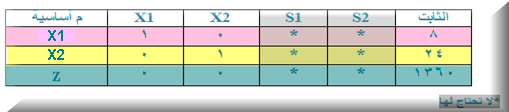 م أساسية X1 X2 S1 S2 الثابت
X1 ١ ٠ * * ٨
X2 ٠ ١ * * ٢٤
Z ٠ ٠ * * ١٣٦٠
*لا تحتاج لها